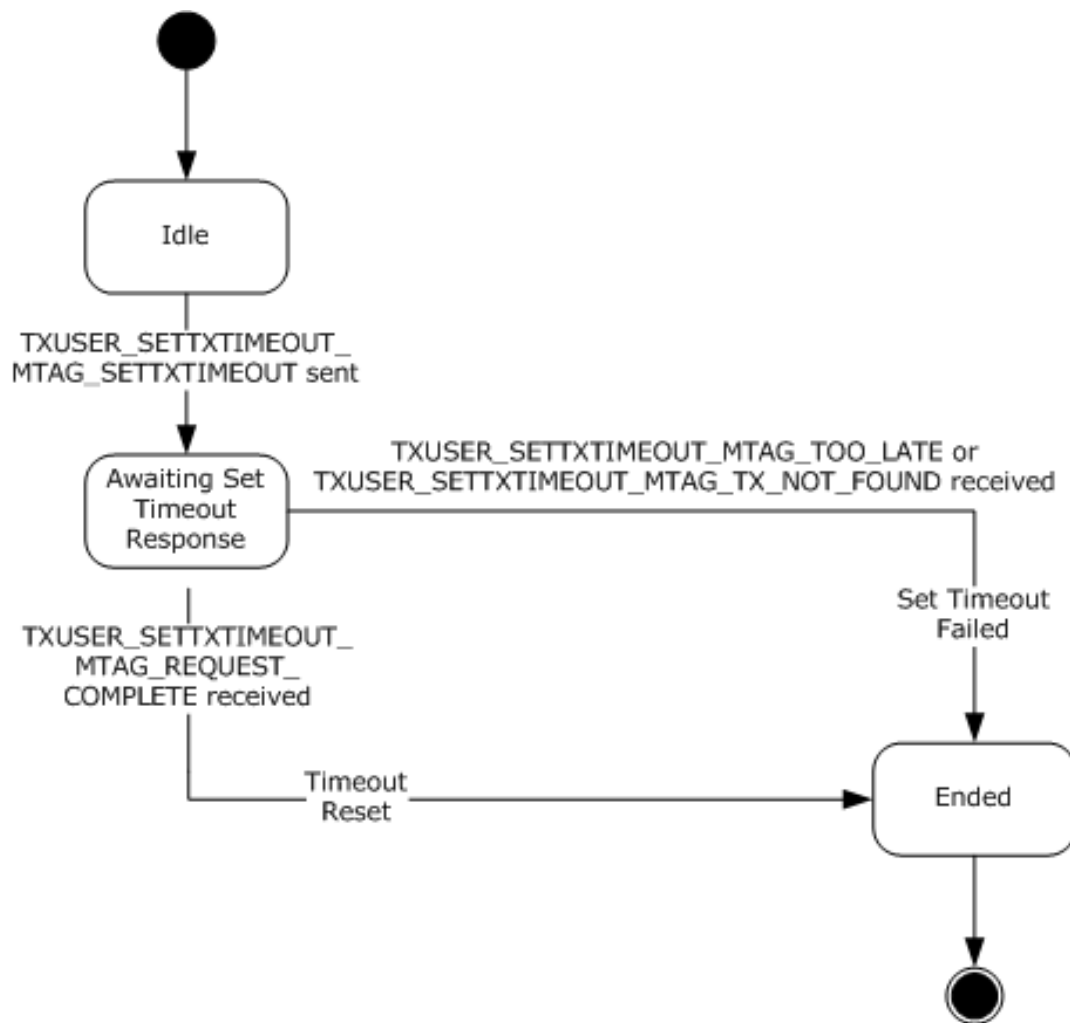 Idle
TXUSER_SETTXTIMEOUT_
MTAG_SETTXTIMEOUT sent
Awaiting Set
Timeout
Response
TXUSER_SETTXTIMEOUT_MTAG_TOO_LATE or
TXUSER_SETTXTIMEOUT_MTAG_TX_NOT_FOUND received
Set Timeout
Failed
TXUSER_SETTXTIMEOUT_
MTAG_REQUEST_
COMPLETE received
Timeout
Reset
Ended